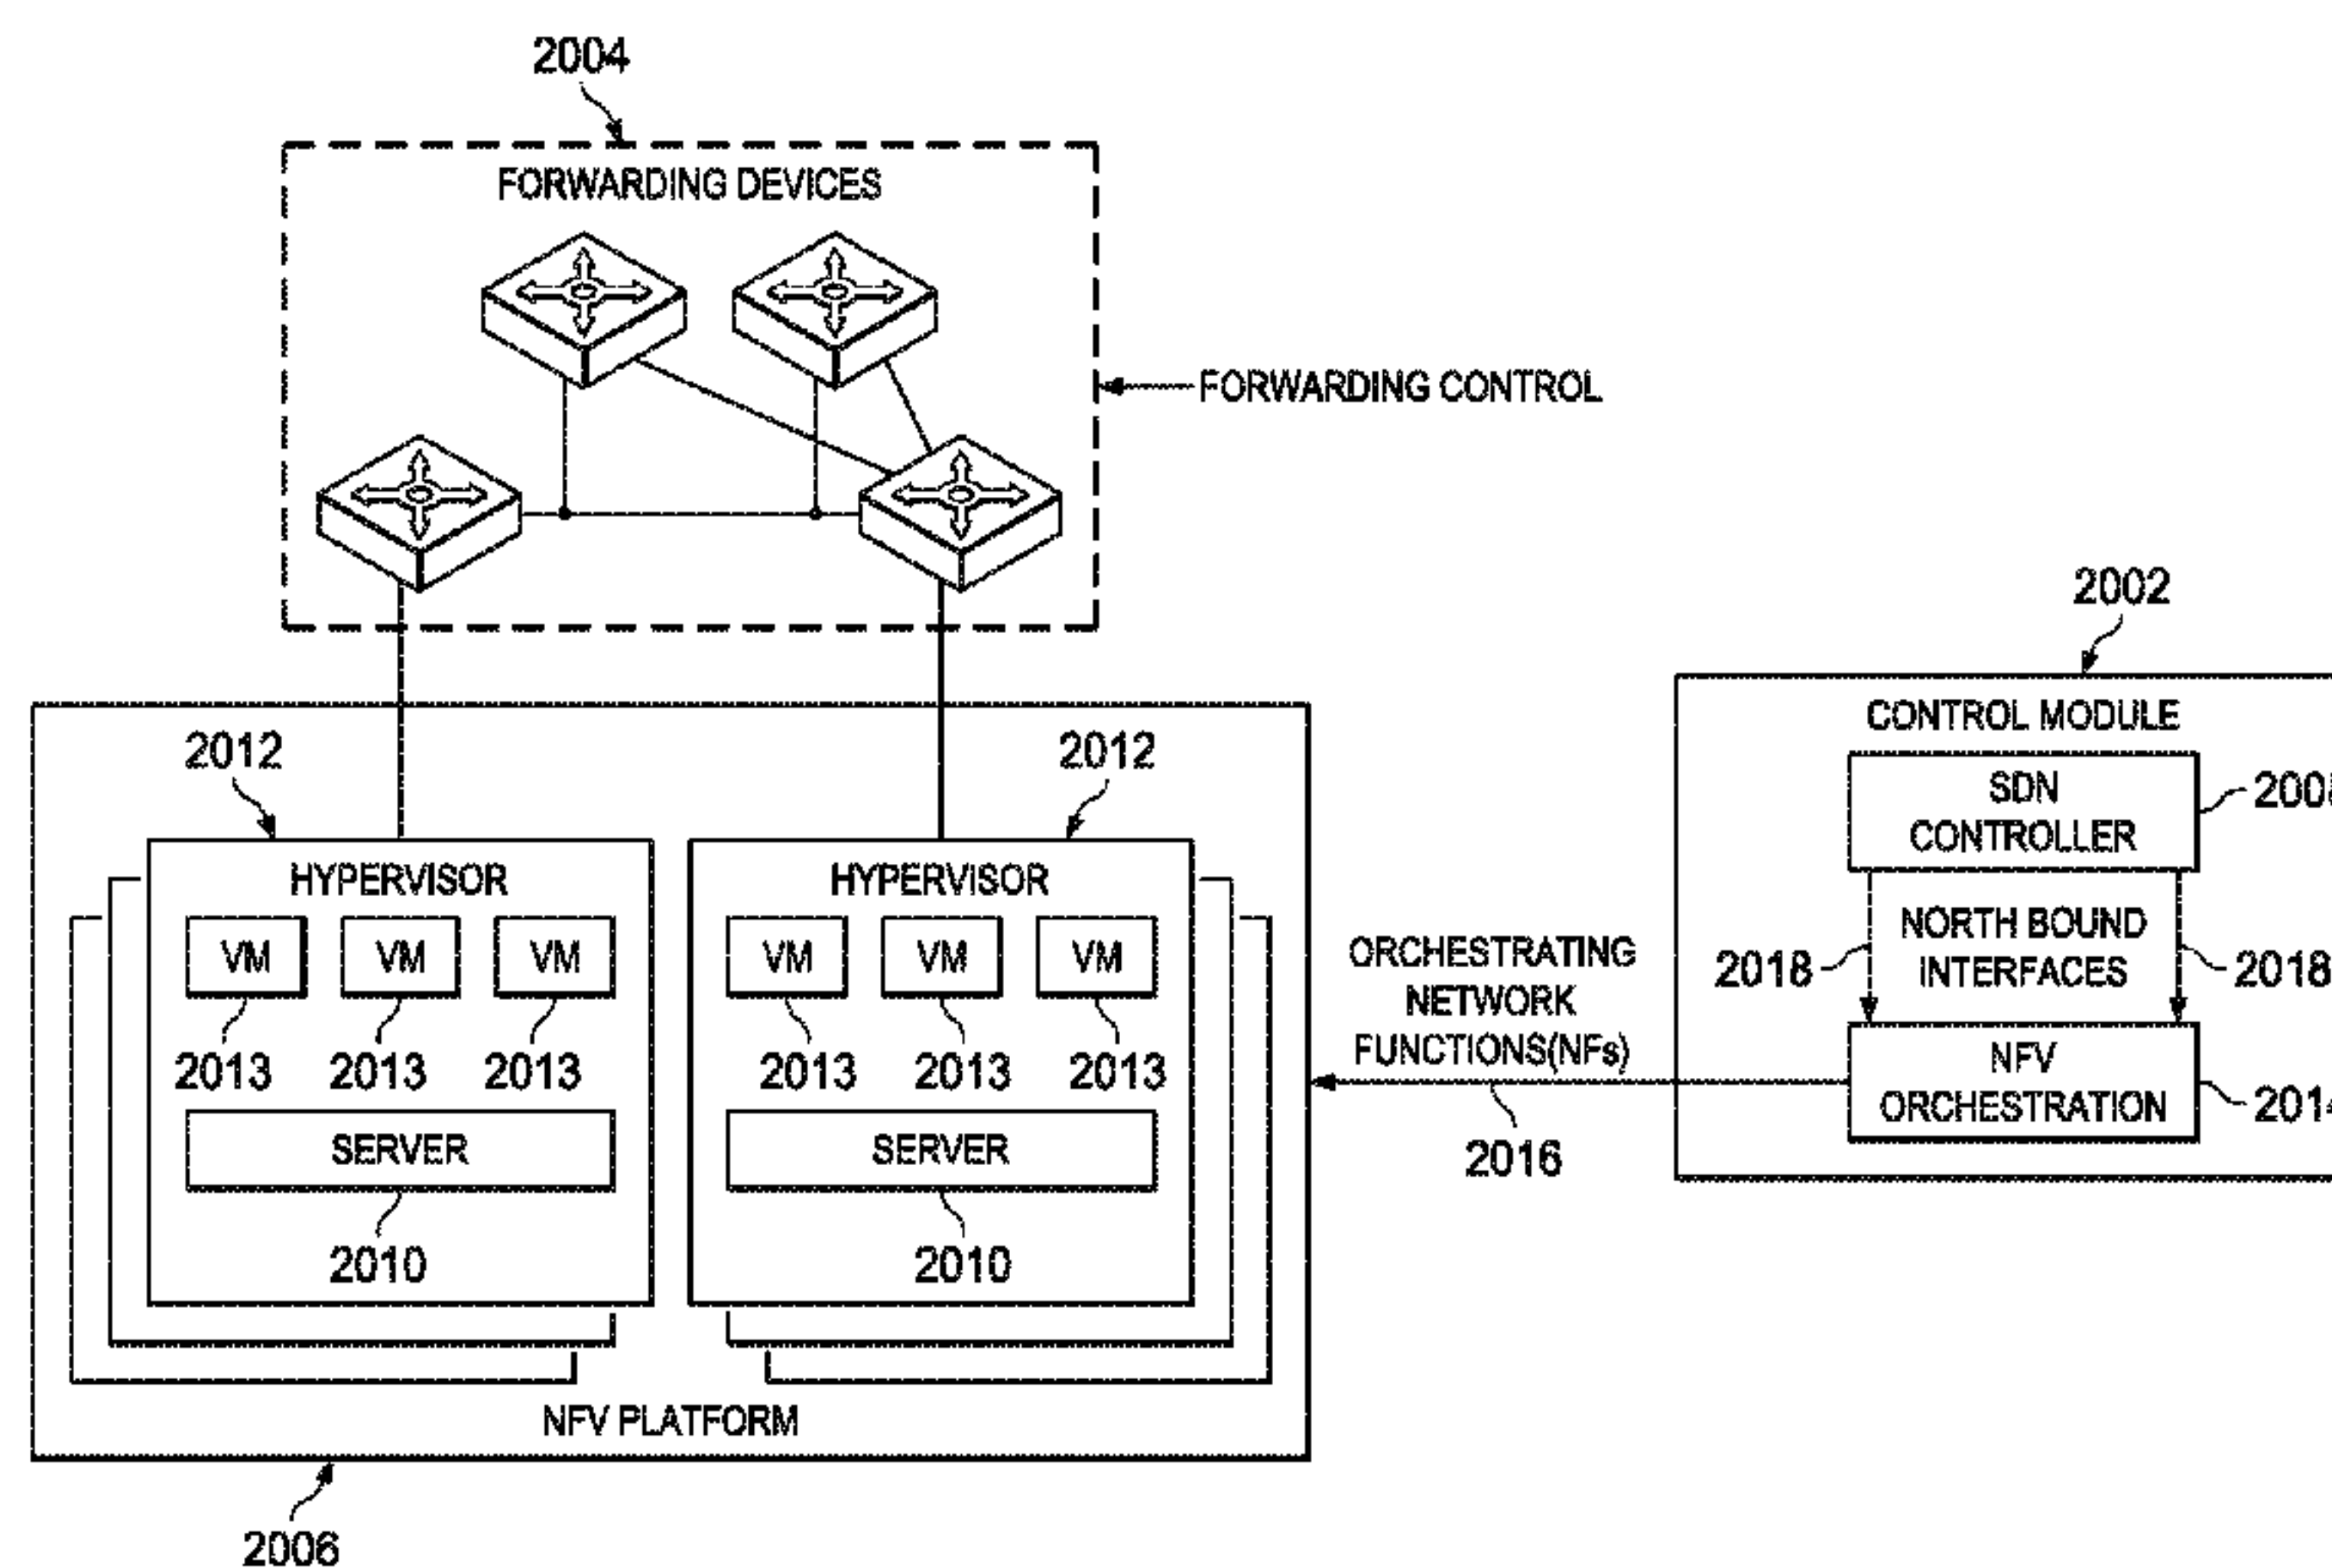 2004
FORWARDING DEVICES
FORWARDING CONTROL
2002
CONTROL MODULE
SDN
CONTROLLER
NORTH BOUND
INTERFACES
2018
2018
NFV
ORCHESTRATION
ORCHESTRATING
NETWORK
FUNCTIONS(NFs)
2016
2012
2012
HYPERVISOR
HYPERVISOR
VM VM VM
VM VM VM
2013 2013 2013
2013 2013 2013
SERVER
SERVER
2010
2010
NFV PLATFORM
2006